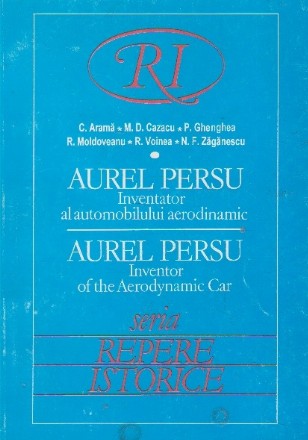 RI
C. Aramă ★ M. D. Cazacu ★ P. Ghenghea
R. Moldoveanu ★ R. Voinea ★ N. F. Zăgănescu
AUREL PERSU
Inventator
al automobilului aerodinamic
AUREL PERSU
Inventor
of the Aerodynamic Car
seria
REPERE
ISTORICE